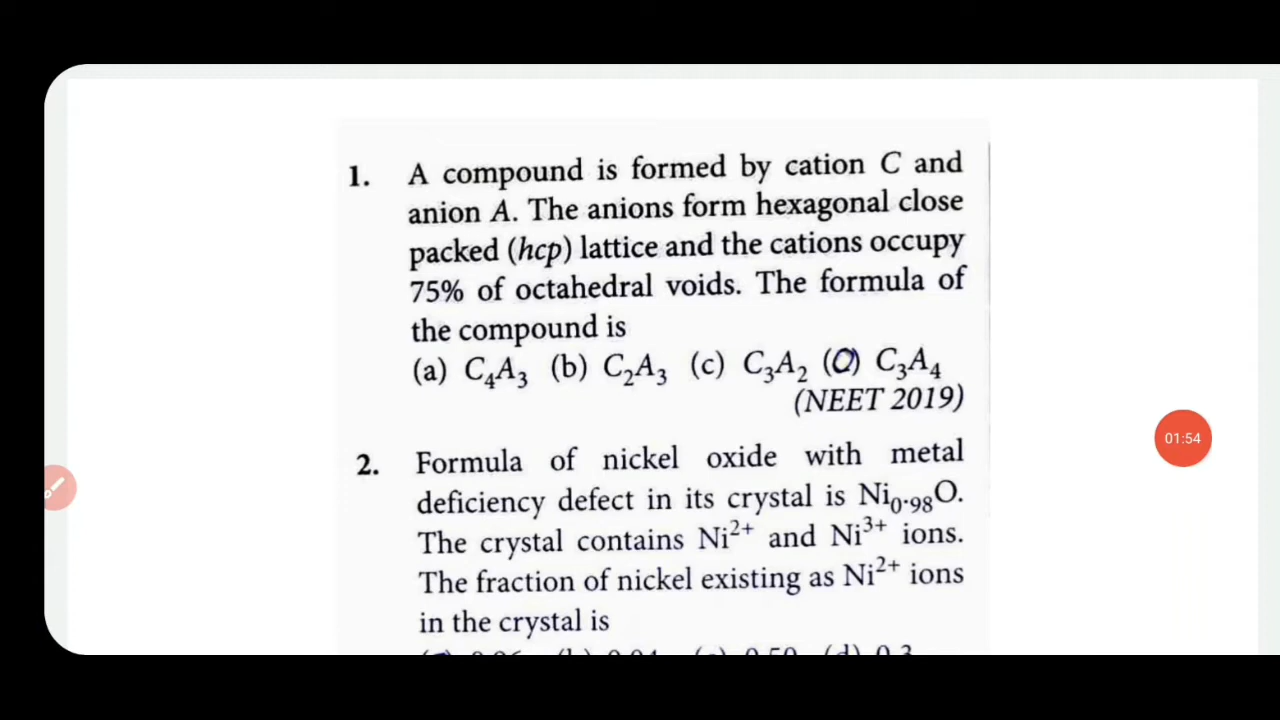 1. A compound is formed by cation C and
anion A. The anions form hexagonal close
packed (hcp) lattice and the cations occupy
75% of octahedral voids. The formula of
the compound is
(a) C₄A₃ (b) C₂A₃ (c) C₃A₂ (d) C₃A₄
(NEET 2019)
2. Formula of nickel oxide with metal
deficiency defect in its crystal is Ni₀.₉₈O.
The crystal contains Ni²⁺ and Ni³⁺ ions.
The fraction of nickel existing as Ni²⁺ ions
in the crystal is
01:54